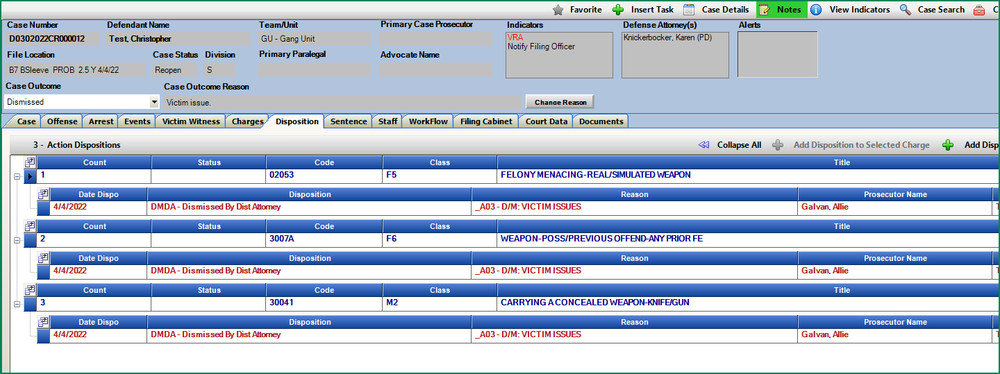 Favorite Insert Task Case Details Notes View Indicators Case Search C
Case Number Defendant Name Team/Unit Primary Case Prosecutor Indicators Defense Attorney(s) Alerts
D0302022CR000012 Test, Christopher GU - Gang Unit VRA Knickerbocker, Karen (PD)
Notify Filing Officer
File Location Case Status Division Primary Paralegal Advocate Name
B7 BSleeve PROB 2.5 Y 4/4/22 Reopen S
Case Outcome Case Outcome Reason
Dismissed Victim issue. Change Reason
Case Offense Arrest Events Victim Witness Charges Disposition Sentence Staff WorkFlow Filing Cabinet Court Data Documents
3 - Action Dispositions Collapse All Add Disposition to Selected Charge Add Disp
Count Status Code Class Title
1 02053 F5 FELONY MENACING-REAL/SIMULATED WEAPON
Date Dispo Disposition Reason Prosecutor Name
4/4/2022 DMDA - Dismissed By Dist Attorney _A03 - D/M: VICTIM ISSUES Galvan, Allie
Count Status Code Class Title
2 3007A F6 WEAPON-POSS/PREVIOUS OFFEND-ANY PRIOR FE
Date Dispo Disposition Reason Prosecutor Name
4/4/2022 DMDA - Dismissed By Dist Attorney _A03 - D/M: VICTIM ISSUES Galvan, Allie
Count Status Code Class Title
3 30041 M2 CARRYING A CONCEALED WEAPON-KNIFE/GUN
Date Dispo Disposition Reason Prosecutor Name
4/4/2022 DMDA - Dismissed By Dist Attorney _A03 - D/M: VICTIM ISSUES Galvan, Allie